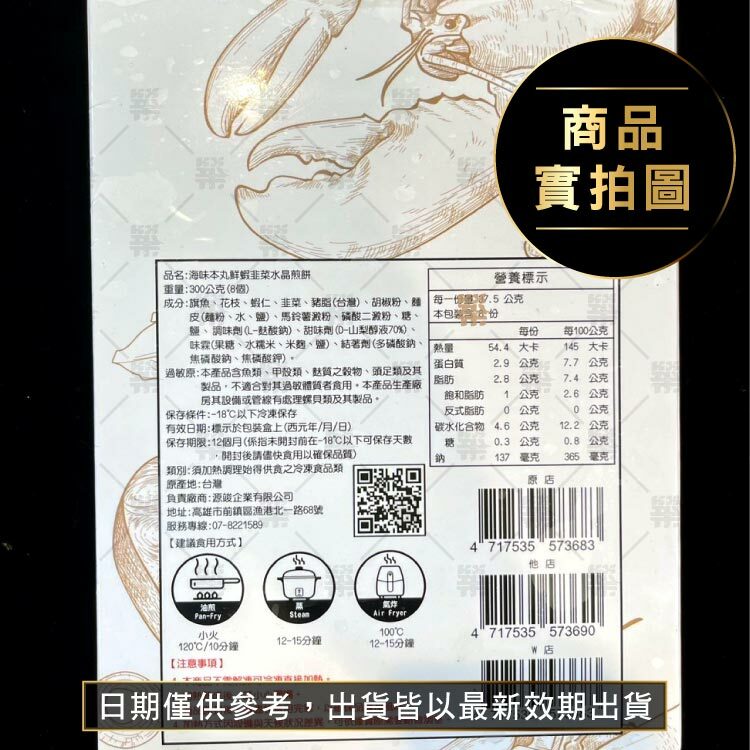 商品
實拍圖
品名:海味本丸鮮蝦韭菜水晶煎餅
重量:300公克(8個)
成分:旗魚、花枝、蝦仁、韭菜、豬脂(台灣)、胡椒粉、麵
皮(麵粉、水、鹽)、馬鈴薯澱粉、磷酸二澱粉、糖、
鹽、調味劑(L-麩酸鈉)、甜味劑(D-山梨醇液70%)、
味霖(果糖、水糯米、米麴、鹽)、結著劑(多磷酸鈉、
焦磷酸鈉、焦磷酸鉀)。
過敏原:本產品含魚類、甲殼類、麩質之穀物、頭足類及其
製品，不適合對其過敏體質者食用。本產品生產廠
房其設備或管線有處理螺貝類及其製品。
保存條件:-18℃以下冷凍保存
有效日期:標示於包裝盒上(西元年/月/日)
保存期限:12個月(係指未開封前在-18℃以下可保存天數
，開封後請儘快食用以確保品質)
類別:須加熱調理始得供食之冷凍食品類
原產地:台灣
負責廠商:源竣企業有限公司
地址:高雄市前鎮區漁港北一路68號
服務專線:07-8221589
【建議食用方式】
油煎
Pan-Fry
小火
120℃/10分鐘
蒸
Steam
12-15分鐘
氣炸
Air Fryer
100℃
12-15分鐘
【注意事項】
營養標示
每一份量37.5 公克
本包裝含 份
每份 每100公克
熱量 54.4 大卡 145 大卡
蛋白質 2.9 公克 7.7 公克
脂肪 2.8 公克 7.4 公克
飽和脂肪 1 公克 2.6 公克
反式脂肪 0 公克 0 公克
碳水化合物 4.6 公克 12.2 公克
糖 0.3 公克 0.8 公克
鈉 137 毫克 365 毫克
原店
4 717535 573683
他店
4 717535 573690
W店
日期僅供參考，出貨皆以最新效期出貨